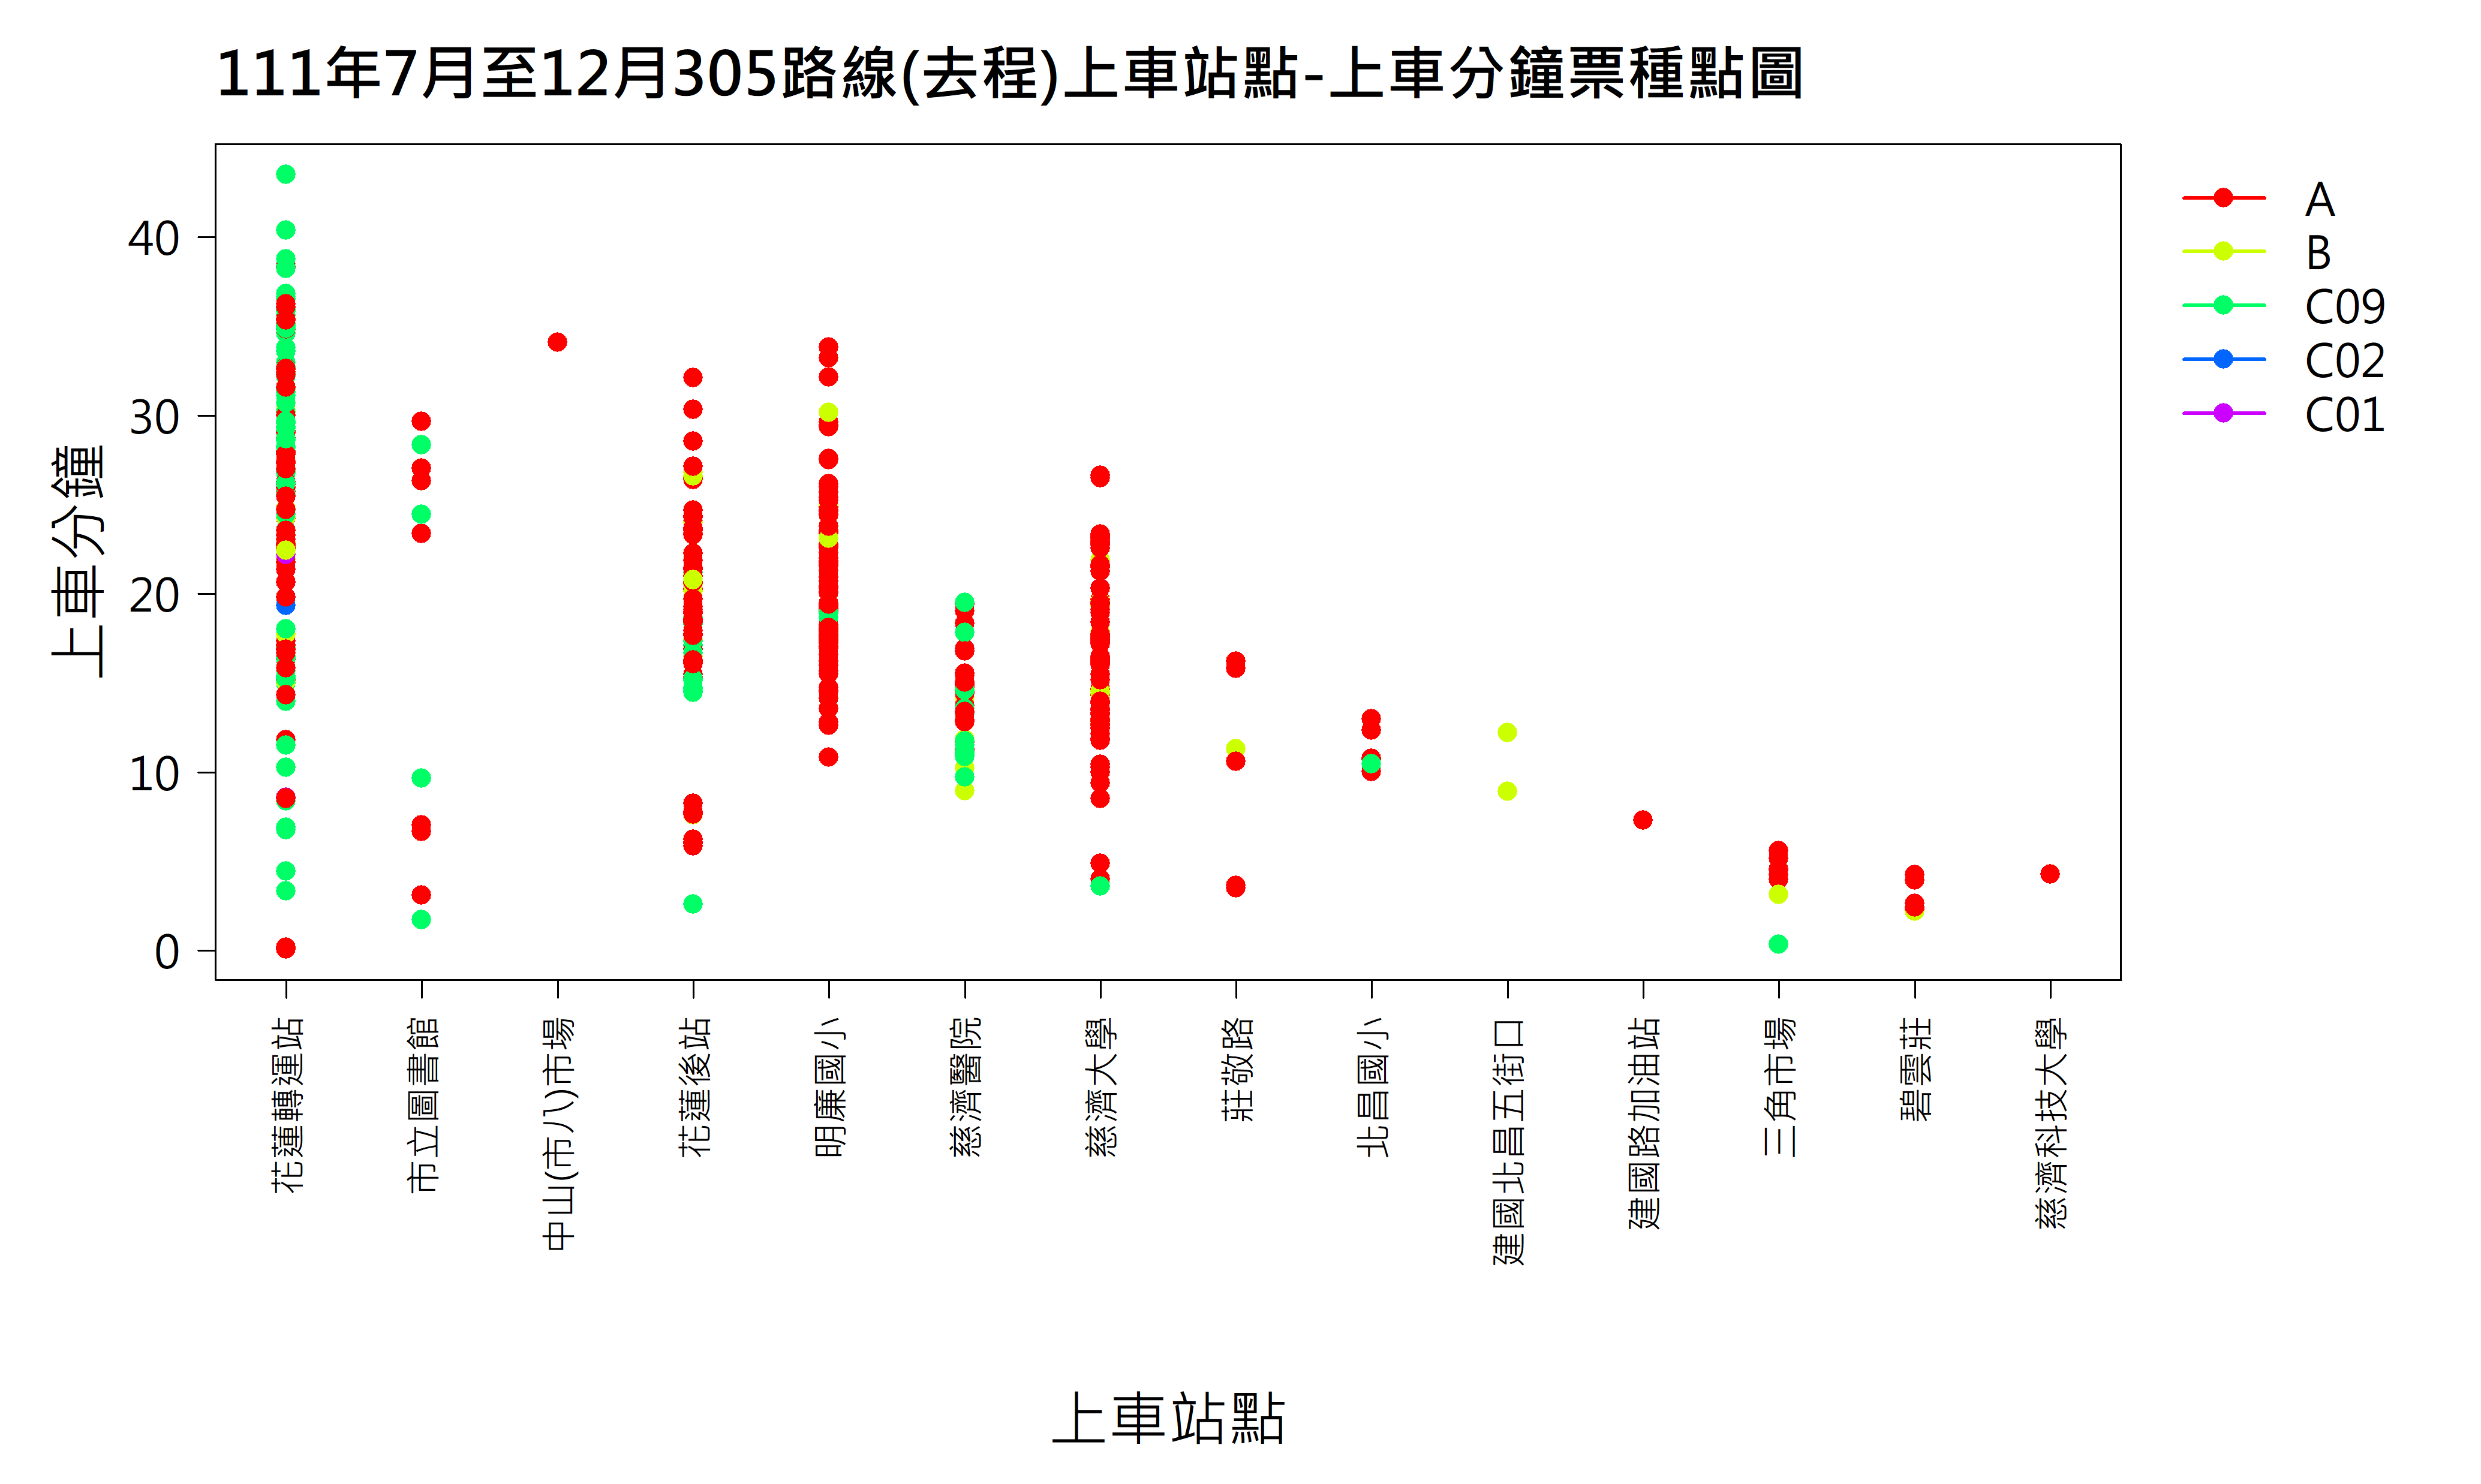 111年7月至12月305路線(去程)上車站點-上車分鐘票種點圖
上車分鐘
40
30
20
10
0
A
B
C09
C02
C01
花蓮轉運站
市立圖書館
中山(市八)市場
花蓮後站
明廉國小
慈濟醫院
慈濟大學
莊敬路
北昌國小
建國北昌五街口
建國路加油站
三角市場
碧雲莊
慈濟科技大學
上車站點